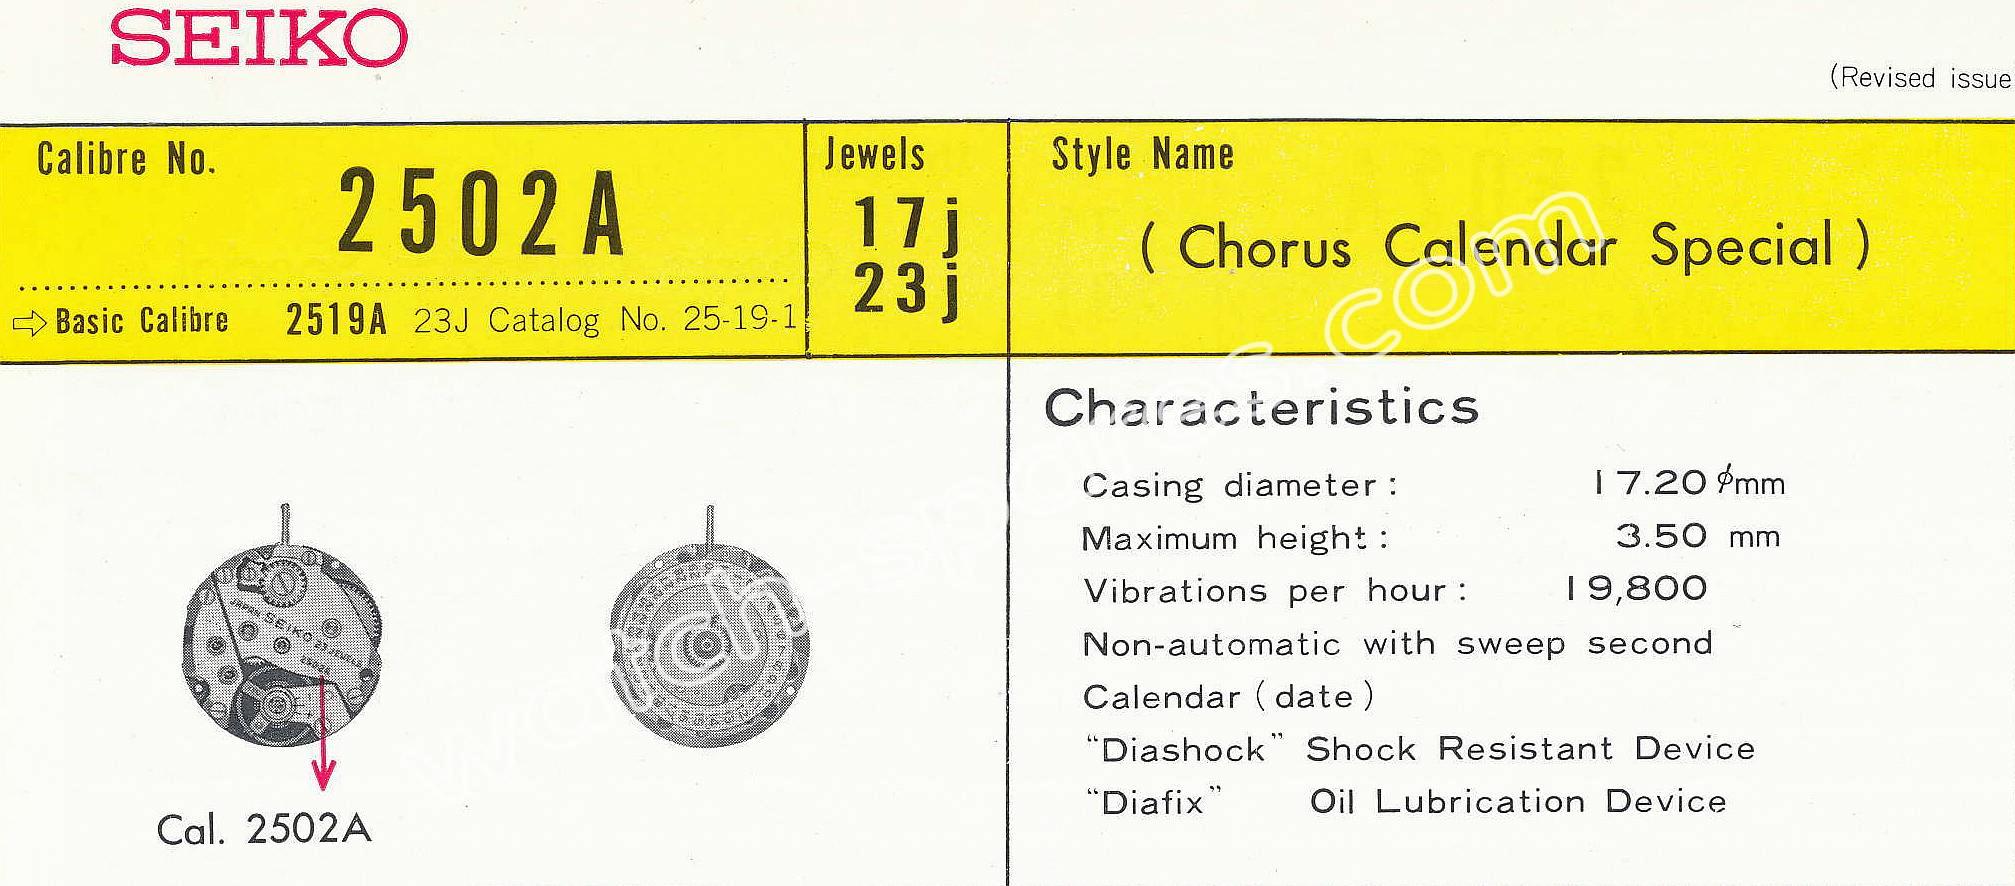 SEIKO
(Revised issue
Calibre No.
2502A
⇨ Basic Calibre 2519A 23J Catalog No. 25-19-1
Jewels
17j
23j
Style Name
( Chorus Calendar Special )
Characteristics
Casing diameter : 17.20 ϕmm
Maximum height : 3.50 mm
Vibrations per hour : 19,800
Non-automatic with sweep second
Calendar ( date )
“Diashock” Shock Resistant Device
“Diafix” Oil Lubrication Device
SEIKO
Cal. 2502A